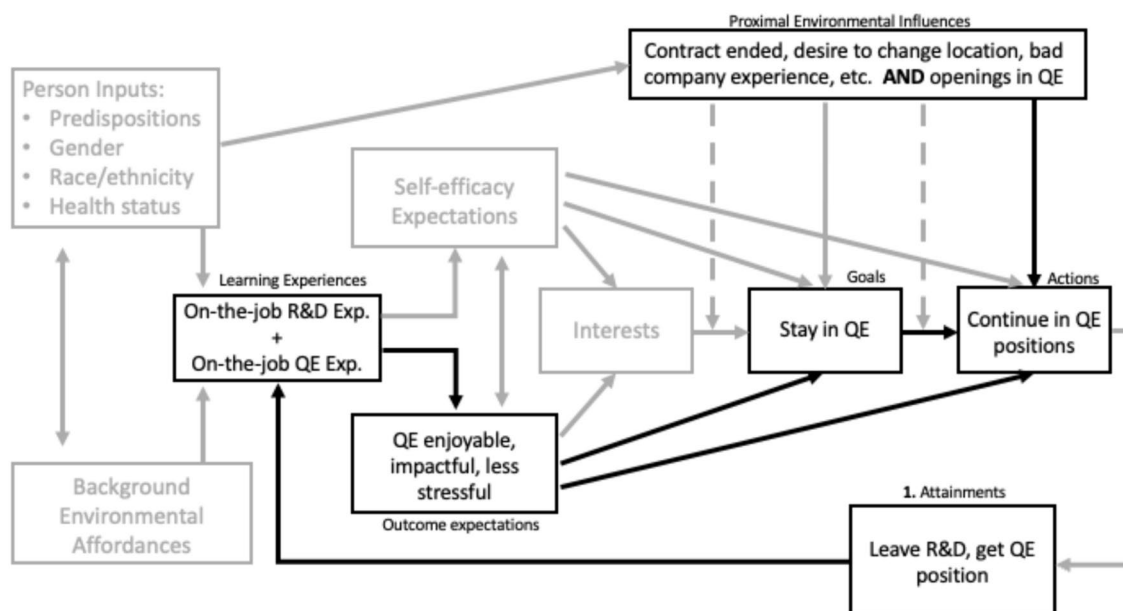 Proximal Environmental Influences
Contract ended, desire to change location, bad
company experience, etc. AND openings in QE
Person Inputs:
• Predispositions
• Gender
• Race/ethnicity
• Health status
Self-efficacy
Expectations
Learning Experiences
On-the-job R&D Exp.
+
On-the-job QE Exp.
Interests
Goals
Stay in QE
Actions
Continue in QE
positions
QE enjoyable,
impactful, less
stressful
Outcome expectations
Background
Environmental
Affordances
1. Attainments
Leave R&D, get QE
position